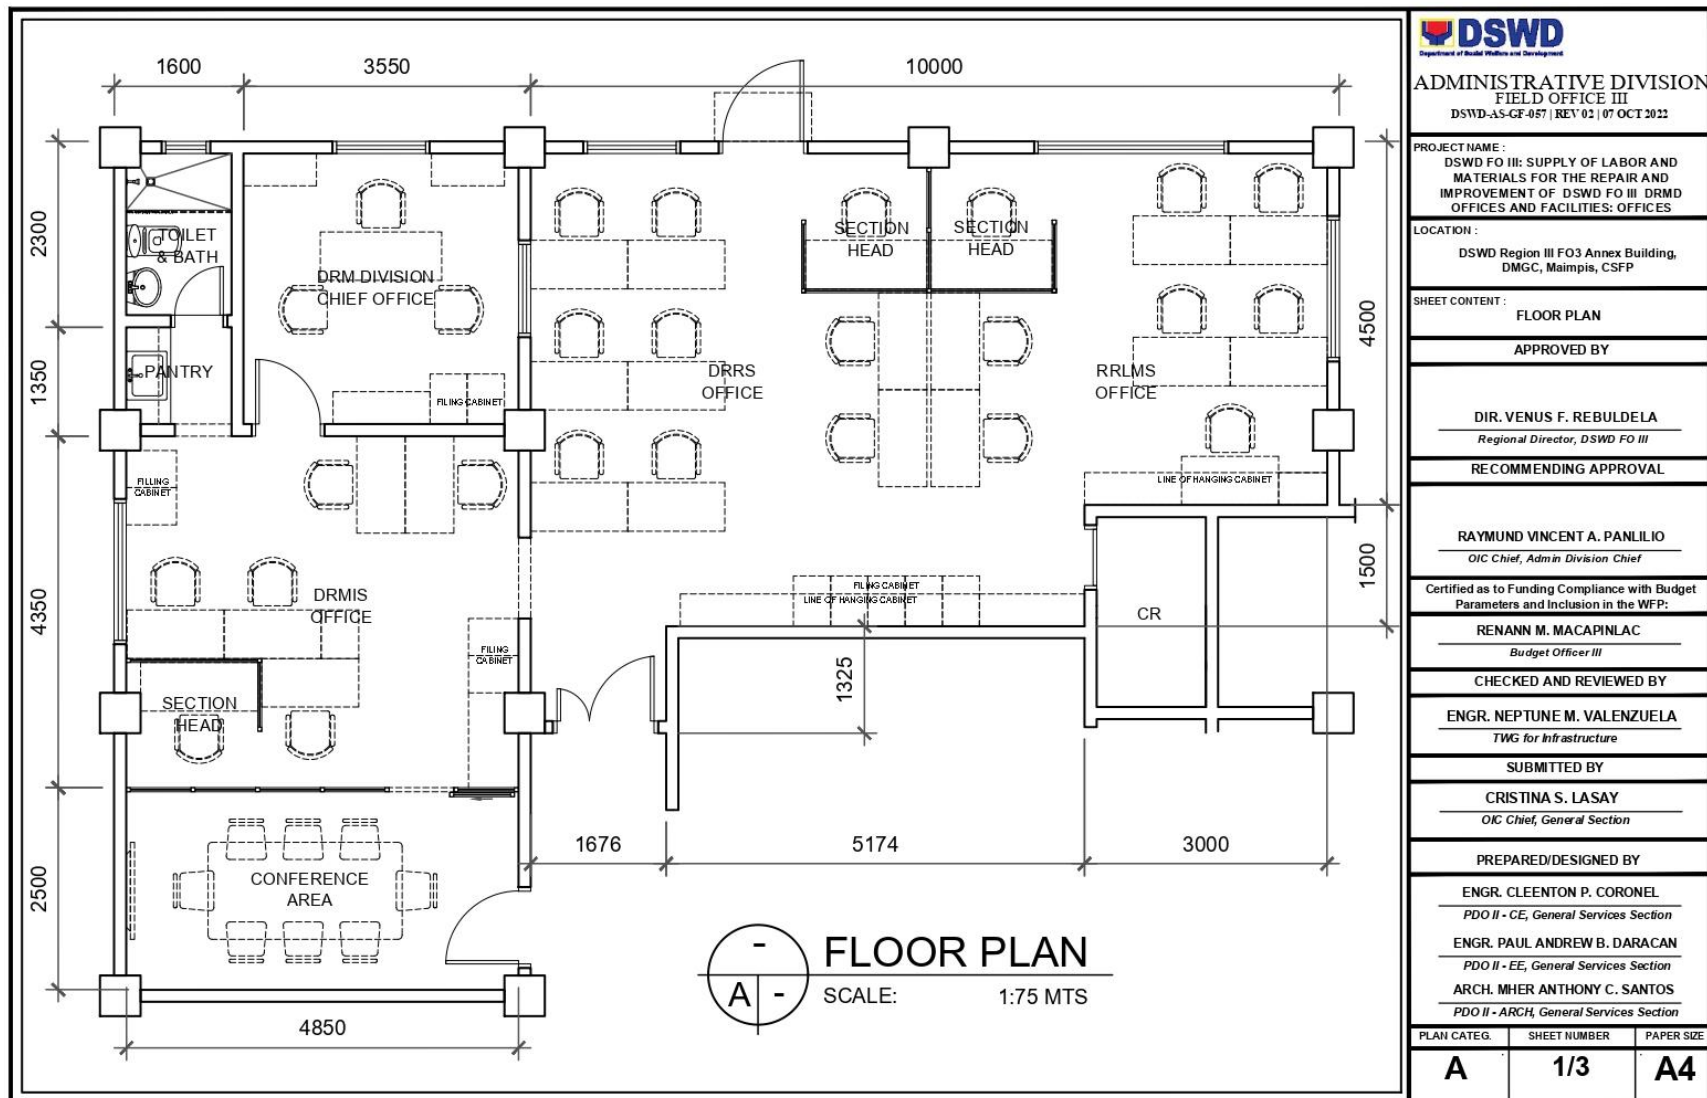 1600
3550
10000
2300
1350
4350
2500
TOILET
& BATH
DRM DIVISION
CHIEF OFFICE
PANTRY
FILING CABINET
SECTION
HEAD
SECTION
HEAD
DRRS
OFFICE
RRLMS
OFFICE
4500
1500
FILLING
CABINET
LINE OF HANGING CABINET
DRMIS
OFFICE
FILING CABINET
LINE OF HANGING CABINET
CR
FILING
CABINET
SECTION
HEAD
1325
1676
5174
3000
CONFERENCE
AREA
4850
-
A
-
FLOOR PLAN
SCALE: 1:75 MTS
DSWD
Department of Social Welfare and Development
ADMINISTRATIVE DIVISION
FIELD OFFICE III
DSWD-AS-GF-057 | REV 02 | 07 OCT 2022
PROJECT NAME :
DSWD FO III: SUPPLY OF LABOR AND
MATERIALS FOR THE REPAIR AND
IMPROVEMENT OF DSWD FO III DRMD
OFFICES AND FACILITIES: OFFICES
LOCATION :
DSWD Region III FO3 Annex Building,
DMGC, Maimpis, CSFP
SHEET CONTENT :
FLOOR PLAN
APPROVED BY
DIR. VENUS F. REBULDELA
Regional Director, DSWD FO III
RECOMMENDING APPROVAL
RAYMUND VINCENT A. PANLILIO
OIC Chief, Admin Division Chief
Certified as to Funding Compliance with Budget
Parameters and Inclusion in the WFP:
RENANN M. MACAPINLAC
Budget Officer III
CHECKED AND REVIEWED BY
ENGR. NEPTUNE M. VALENZUELA
TWG for Infrastructure
SUBMITTED BY
CRISTINA S. LASAY
OIC Chief, General Section
PREPARED/DESIGNED BY
ENGR. CLEENTON P. CORONEL
PDO II - CE, General Services Section
ENGR. PAUL ANDREW B. DARACAN
PDO II - EE, General Services Section
ARCH. MHER ANTHONY C. SANTOS
PDO II - ARCH, General Services Section
PLAN CATEG. SHEET NUMBER PAPER SIZE
A 1/3 A4